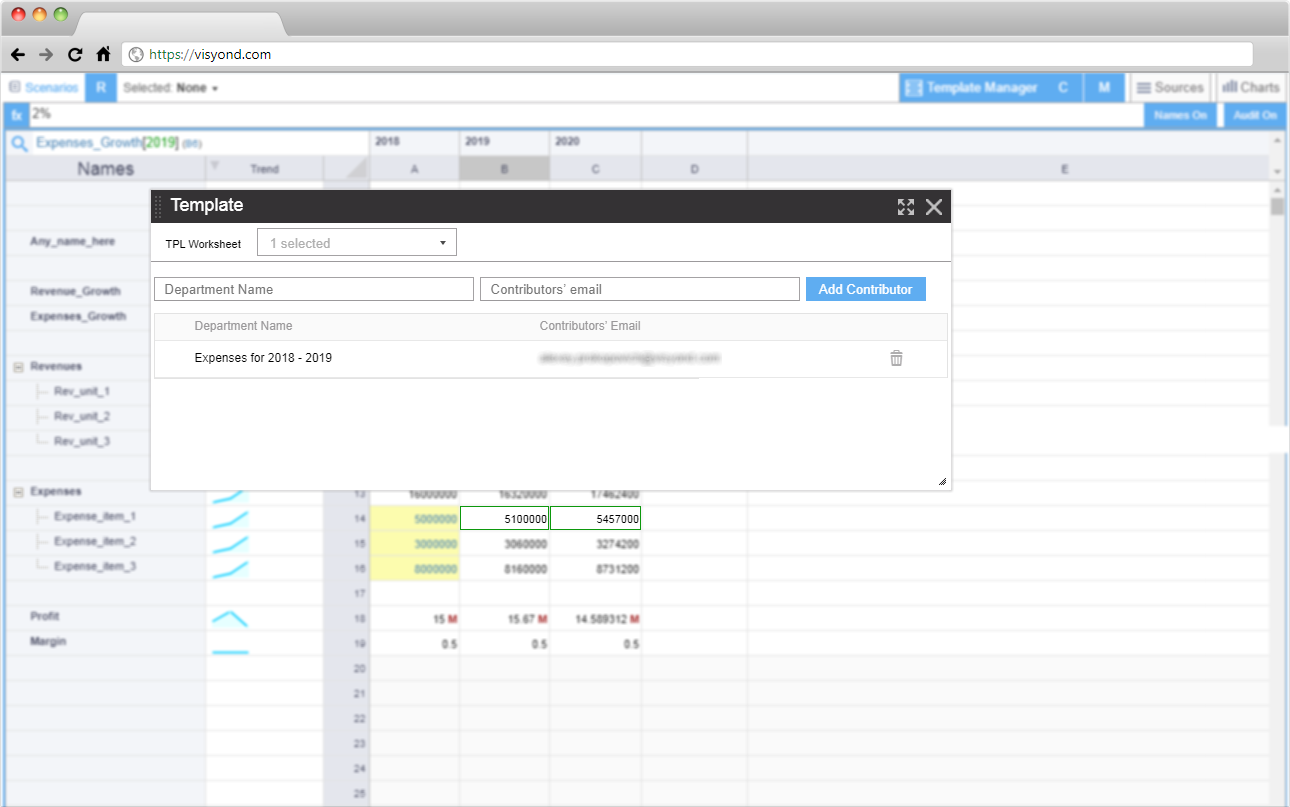 https://visyond.com
Scenarios R Selected: None Template Manager C M Sources Charts
fx 2% Names On Audit On
Expenses_Growth[2019] (B6) 2018 2019 2020
Names Trend A B C D E
Template
TPL Worksheet 1 selected
Any_name_here
Department Name Contributors' email Add Contributor
Revenue_Growth
Expenses_Growth
Department Name Contributors' Email
Expenses for 2018 - 2019
Revenues
Rev_unit_1
Rev_unit_2
Rev_unit_3
Expenses 13 16000000 16320000 17462400
Expense_item_1 14 5000000 5100000 5457000
Expense_item_2 15 3000000 3060000 3274200
Expense_item_3 16 8000000 8160000 8731200
17
Profit 18 15 M 15.67 M 14.589312 M
Margin 19 0.5 0.5 0.5
20
21
22
23
24
25